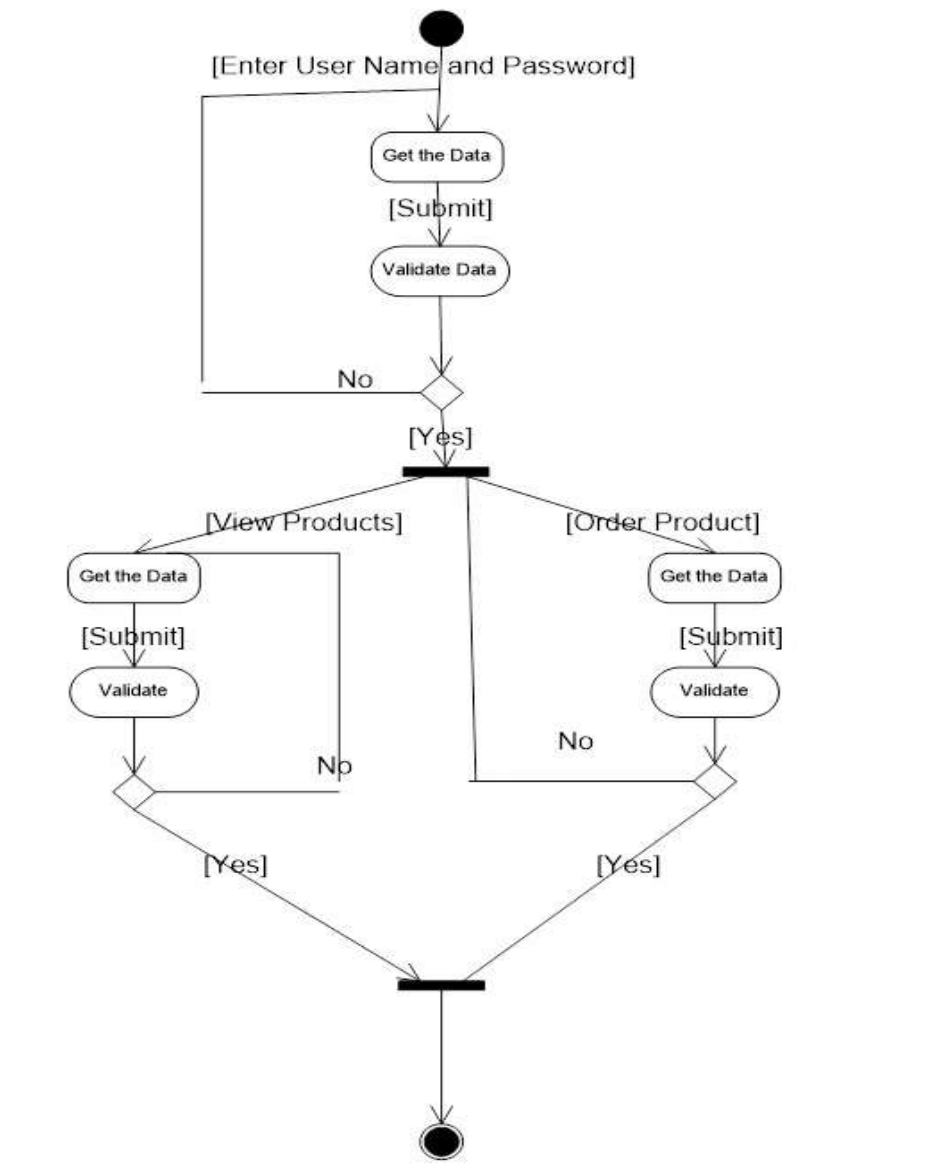 [Enter User Name and Password]
Get the Data
[Submit]
Validate Data
No
[Yes]
[View Products]
[Order Product]
Get the Data
Get the Data
[Submit]
[Submit]
Validate
Validate
No
No
[Yes]
[Yes]